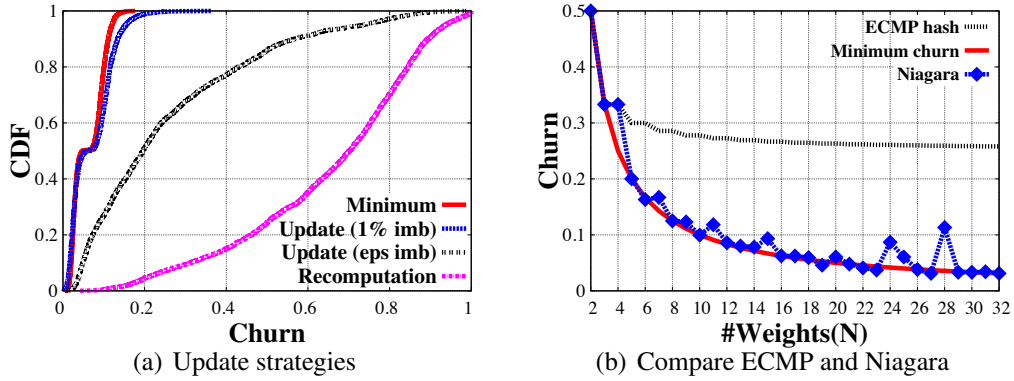 1
0.8
0.6
0.4
0.2
0
CDF
Minimum
Update (1% imb)
Update (eps imb)
Recomputation
0 0.2 0.4 0.6 0.8 1
Churn
(a) Update strategies
0.5
0.4
0.3
0.2
0.1
0
Churn
ECMP hash
Minimum churn
Niagara
2 4 6 8 10 12 14 16 18 20 22 24 26 28 30 32
#Weights(N)
(b) Compare ECMP and Niagara